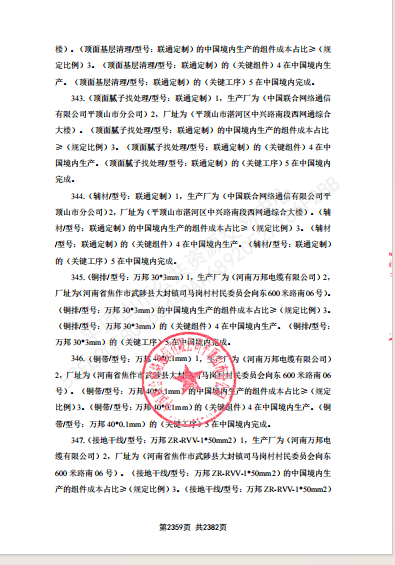 楼）。（顶面基层清理/型号：联通定制）的中国境内生产的组件成本占比≥（规
定比例）3。（顶面基层清理/型号：联通定制）的（关键组件）4 在中国境内生
产。（顶面基层清理/型号：联通定制）的（关键工序）5 在中国境内完成。
343.（顶面腻子找处理/型号：联通定制）1，生产厂为（中国联合网络通信
有限公司平顶山市分公司）2，厂址为（平顶山市湛河区中兴路南段西网通综合
大楼）。（顶面腻子找处理/型号：联通定制）的中国境内生产的组件成本占比
≥（规定比例）3。（顶面腻子找处理/型号：联通定制）的（关键组件）4 在中
国境内生产。（顶面腻子找处理/型号：联通定制）的（关键工序）5 在中国境内
完成。
344.（辅材/型号：联通定制）1，生产厂为（中国联合网络通信有限公司平
顶山市分公司）2，厂址为（平顶山市湛河区中兴路南段西网通综合大楼）。（辅
材/型号：联通定制）的中国境内生产的组件成本占比≥（规定比例）3。（辅材
/型号：联通定制）的（关键组件）4 在中国境内生产。（辅材/型号：联通定制）
的（关键工序）5 在中国境内完成。
345.（铜排/型号：万邦 30*3mm）1，生产厂为（河南万邦电缆有限公司）2，
厂址为（河南省焦作市武陟县大封镇司马岗村村民委员会向东 600 米路南 06 号）。
（铜排/型号：万邦 30*3mm）的中国境内生产的组件成本占比≥（规定比例）3。
（铜排/型号：万邦 30*3mm）的（关键组件）4 在中国境内生产。（铜排/型号：
万邦 30*3mm）的（关键工序）5 在中国境内完成。
346.（铜带/型号：万邦 40*0.1mm）1，生产厂为（河南万邦电缆有限公司）
2，厂址为（河南省焦作市武陟县大封镇司马岗村村民委员会向东 600 米路南 06
号）。（铜带/型号：万邦 40*0.1mm）的中国境内生产的组件成本占比≥（规定
比例）3。（铜带/型号：万邦 40*0.1mm）的（关键组件）4 在中国境内生产。（铜
带/型号：万邦 40*0.1mm）的（关键工序）5 在中国境内完成。
347.（接地干线/型号：万邦 ZR-RVV-1*50mm2）1，生产厂为（河南万邦电
缆有限公司）2，厂址为（河南省焦作市武陟县大封镇司马岗村村民委员会向东
600 米路南 06 号）。（接地干线/型号：万邦 ZR-RVV-1*50mm2）的中国境内生
产的组件成本占比≥（规定比例）3。（接地干线/型号：万邦 ZR-RVV-1*50mm2）
第2359页 共2382页